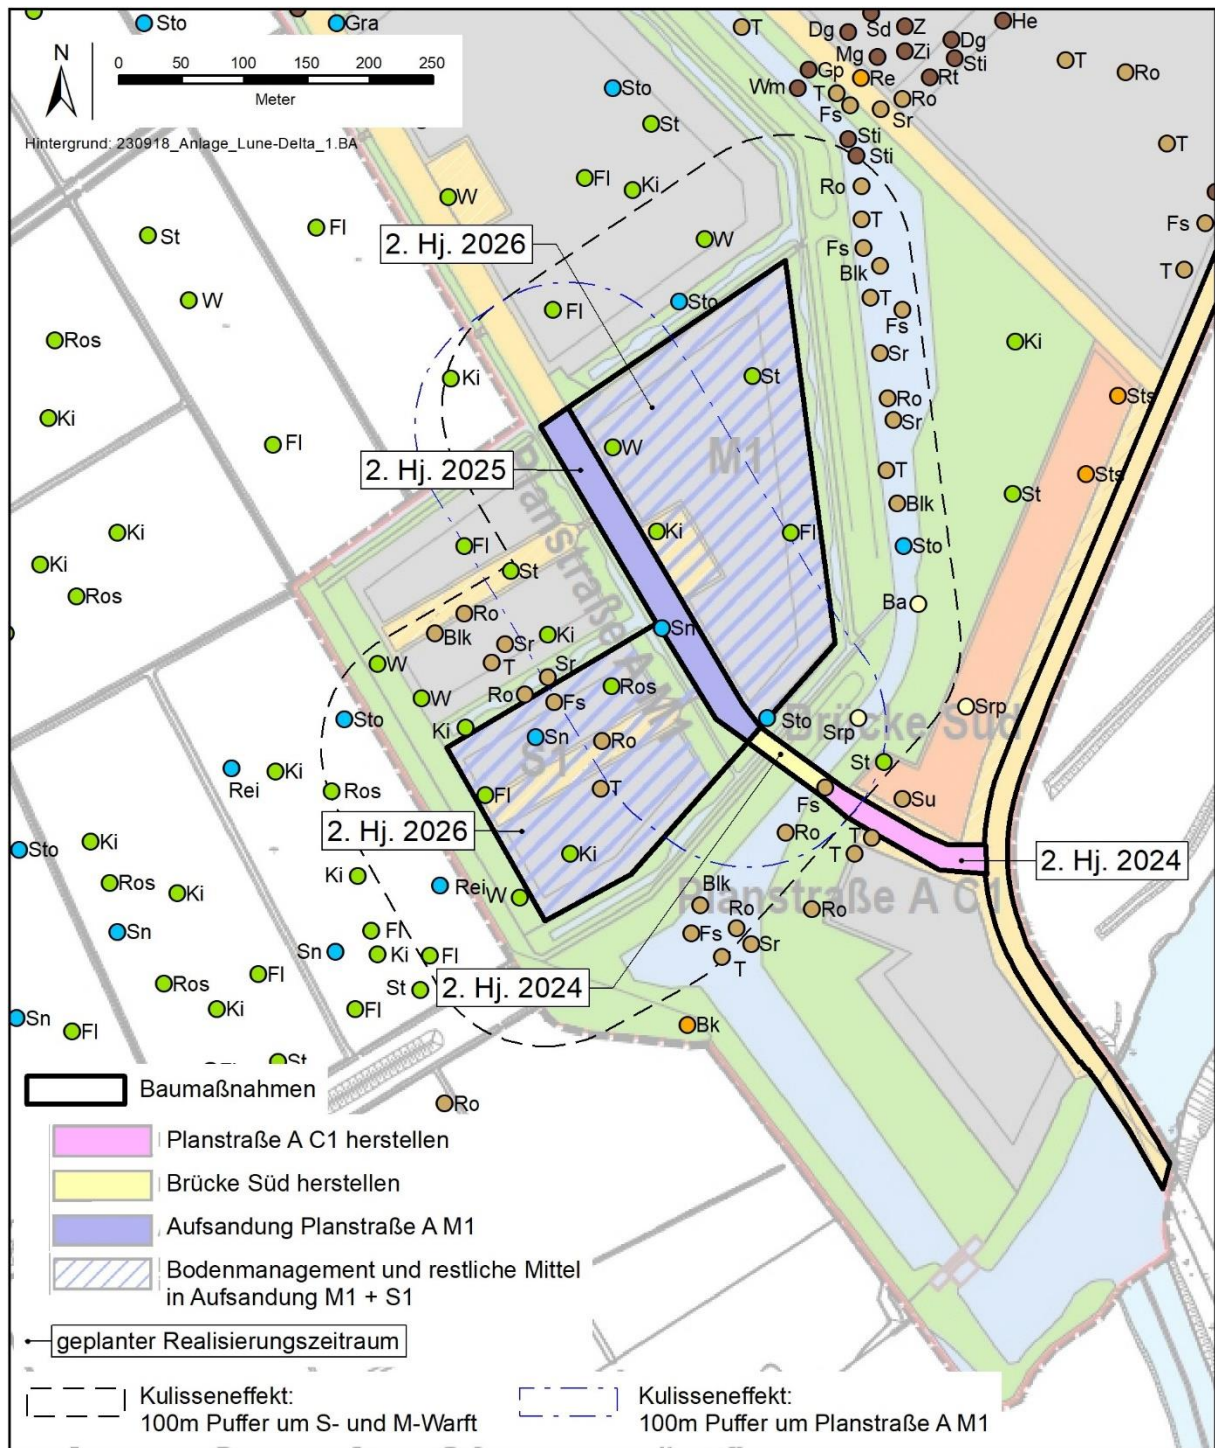 Sto
Gra
T
Dg
Sd
Z
He
Mg
Zi
Dg
Sti
N
0 50 100 150 200 250
Meter
Hintergrund: 230918_Anlage_Lune-Delta_1.BA
Gp
Re
Rt
T
Ro
Wm
T
Fs
Ro
Sr
Sto
St
Sti
Sti
T
Fl
Ki
Ro
W
T
Fs
Fl
St
W
Fs
2. Hj. 2026
Blk
T
W
Sto
T
Fl
Fs
Ros
Ki
Sr
Ki
St
Ro
Sts
Ki
Sr
Fl
W
M1
2. Hj. 2025
T
Sts
St
Blk
Planstraße A M1
Ki
Ki
Fl
Fl
Sto
Ki
St
Ros
Ba
Ro
Blk
Ki
Sn
Sr
T
W
Sr
Ros
W
Ro
Fs
Srp
Sto
Ki
Sto
Brücke Süd
Srp
Sn
Ro
S1
St
Rei
Ki
Ros
Fl
T
Fs
Su
2. Hj. 2026
Ro
T
Sto
Ki
Ki
T
2. Hj. 2024
Ros
Ki
Ki
Rei
W
Blk
Planstraße A C1
Ro
Ro
Sn
Fl
Fs
Sr
Sn
Ki
Fl
T
Ros
Fl
St
2. Hj. 2024
Ki
Fl
Sn
Fl
Bk
St
Baumaßnahmen
Ro
Planstraße A C1 herstellen
Brücke Süd herstellen
Aufsandung Planstraße A M1
Bodenmanagement und restliche Mittel
in Aufsandung M1 + S1
geplanter Realisierungszeitraum
Kulisseneffekt:
100m Puffer um S- und M-Warft
Kulisseneffekt:
100m Puffer um Planstraße A M1